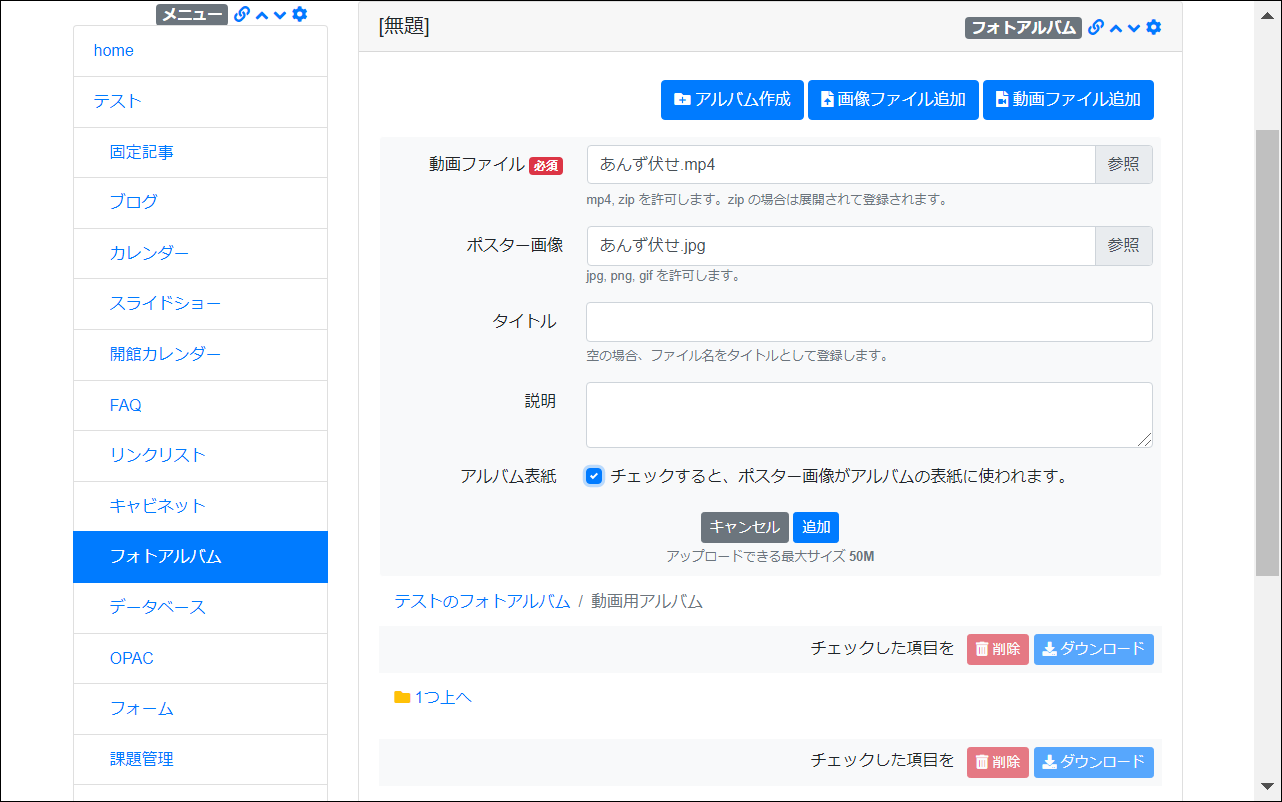 メニュー
home
テスト
固定記事
ブログ
カレンダー
スライドショー
開館カレンダー
FAQ
リンクリスト
キャビネット
フォトアルバム
データベース
OPAC
フォーム
課題管理
[無題]
フォトアルバム
アルバム作成 画像ファイル追加 動画ファイル追加
動画ファイル 必須 あんず伏せ.mp4 参照
mp4, zip を許可します。zip の場合は展開されて登録されます。
ポスター画像 あんず伏せ.jpg 参照
jpg, png, gif を許可します。
タイトル
空の場合、ファイル名をタイトルとして登録します。
説明
アルバム表紙 チェックすると、ポスター画像がアルバムの表紙に使われます。
キャンセル 追加
アップロードできる最大サイズ 50M
テストのフォトアルバム / 動画用アルバム
チェックした項目を 削除 ダウンロード
1つ上へ
チェックした項目を 削除 ダウンロード